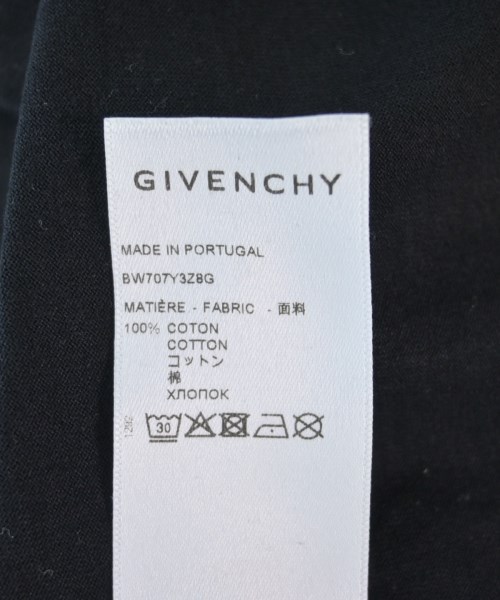 GIVENCHY
MADE IN PORTUGAL
BW707Y3Z8G
MATIÈRE - FABRIC - 面料
100% COTON
COTTON
コットン
棉
ХЛОПОК
30